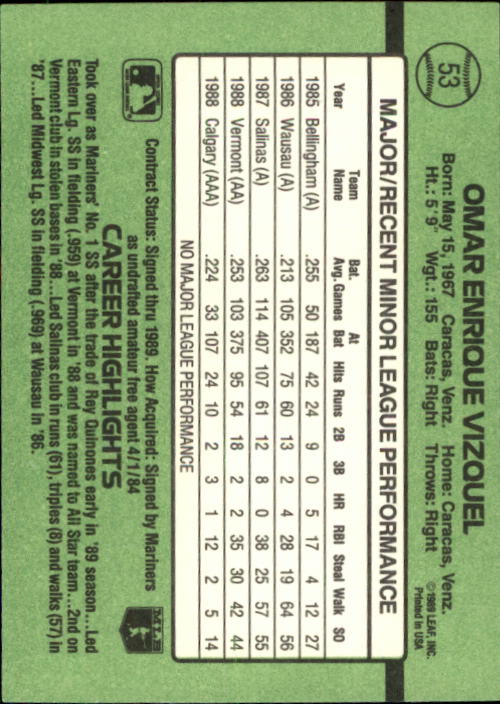 53
OMAR ENRIQUE VIZQUEL
Born: May 15, 1967 Caracas, Venz. Home: Caracas, Venz.
Ht.: 5' 9" Wgt.: 155 Bats: Right Throws: Right
©1989 LEAF, INC.
Printed in USA
MAJOR/RECENT MINOR LEAGUE PERFORMANCE
Year Team Name Bat. Avg. Games At Bat Hits Runs 2B 3B HR RBI Steal Walk SO
1985 Bellingham (A) .255 50 187 42 24 9 0 5 17 4 12 27
1986 Wausau (A) .213 105 352 75 60 13 2 4 28 19 64 56
1987 Salinas (A) .263 114 407 107 61 12 8 0 38 25 57 55
1988 Vermont (AA) .253 103 375 95 54 18 2 2 35 30 42 44
1988 Calgary (AAA) .224 33 107 24 10 2 3 1 12 2 5 14
NO MAJOR LEAGUE PERFORMANCE
Contract Status: Signed thru 1989. How Acquired: Signed by Mariners
as undrafted amateur free agent 4/1/84
MLB
CAREER HIGHLIGHTS
Took over as Mariners' No. 1 SS after the trade of Rey Quinones early in '89 season...Led
Eastern Lg. SS in fielding (.959) at Vermont in '88 and was named to All Star team...2nd on
Vermont club in stolen bases in '88...Led Salinas club in runs (61), triples (8) and walks (57) in
'87...Led Midwest Lg. SS in fielding (.969) at Wausau in '86.